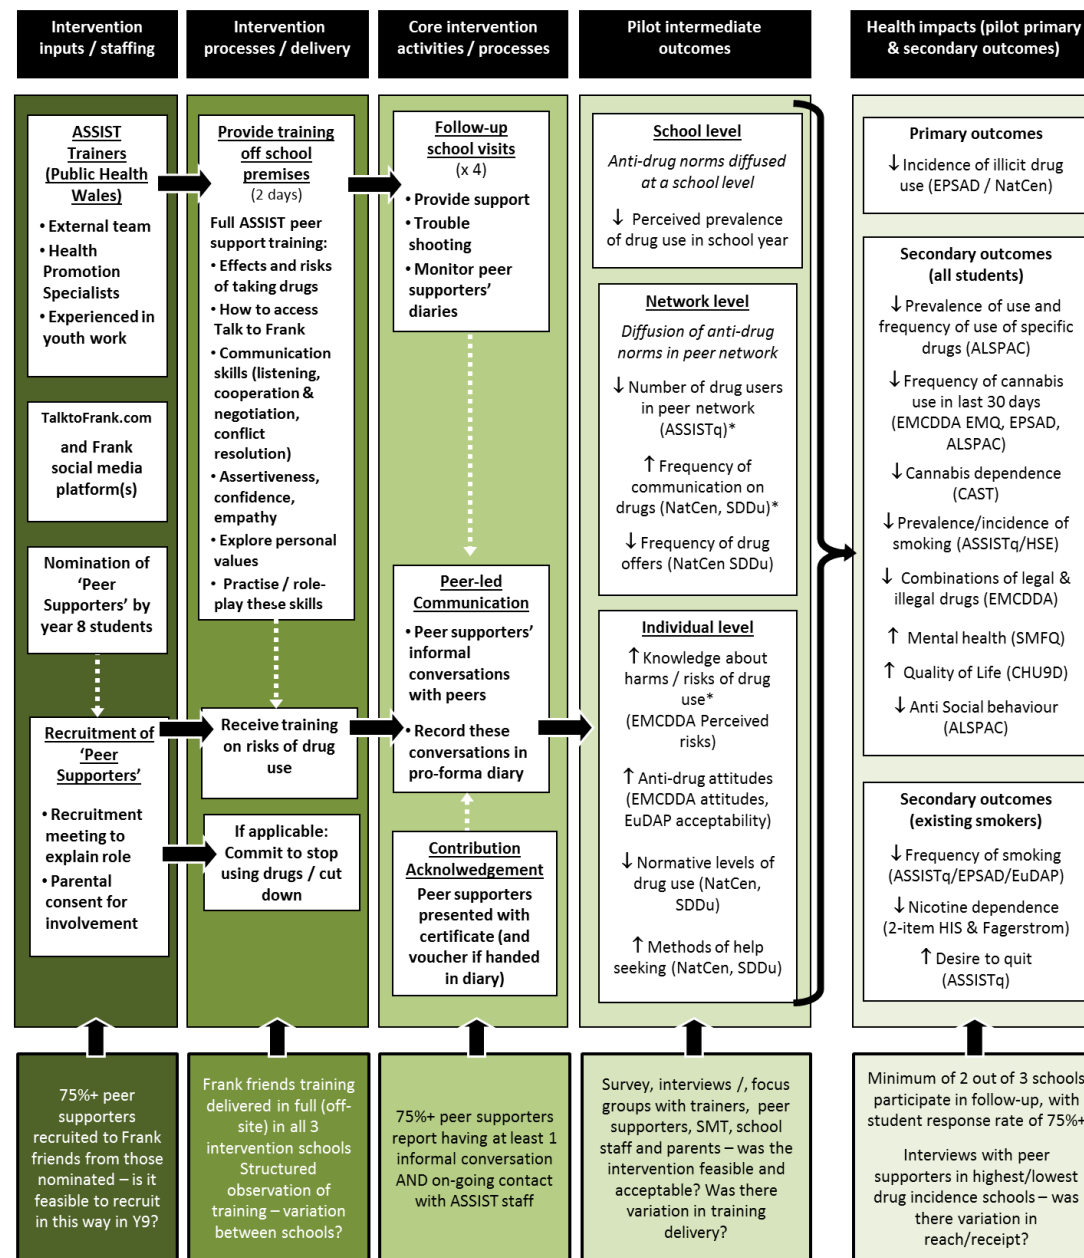 Intervention
inputs / staffing
Intervention
processes / delivery
Core intervention
activities / processes
Pilot intermediate
outcomes
Health impacts (pilot primary
& secondary outcomes)
ASSIST
Trainers
(Public Health
Wales)
• External team
• Health
Promotion
Specialists
• Experienced in
youth work
TalktoFrank.com
and Frank
social media
platform(s)
Nomination of
‘Peer
Supporters’ by
year 8 students
Recruitment of
‘Peer
Supporters’
• Recruitment
meeting to
explain role
• Parental
consent for
involvement
75%+ peer
supporters
recruited to Frank
friends from those
nominated – is it
feasible to recruit
in this way in Y9?
Provide training
off school
premises
(2 days)
Full ASSIST peer
support training:
• Effects and risks
of taking drugs
• How to access
Talk to Frank
• Communication
skills (listening,
cooperation &
negotiation,
conflict
resolution)
• Assertiveness,
confidence,
empathy
• Explore personal
values
• Practise / role-
play these skills
Receive training
on risks of drug
use
If applicable:
Commit to stop
using drugs / cut
down
Frank friends training
delivered in full (off-
site) in all 3
intervention schools
Structured
observation of
training – variation
between schools?
Follow-up
school visits
(x 4)
• Provide support
• Trouble
shooting
• Monitor peer
supporters’
diaries
Peer-led
Communication
• Peer supporters’
informal
conversations
with peers
• Record these
conversations in
pro-forma diary
Contribution
Acknolwedgement
Peer supporters
presented with
certificate (and
voucher if handed
in diary)
75%+ peer supporters
report having at least 1
informal conversation
AND on-going contact
with ASSIST staff
School level
Anti-drug norms diffused
at a school level
↓ Perceived prevalence
of drug use in school year
Network level
Diffusion of anti-drug
norms in peer network
↓ Number of drug users
in peer network
(ASSISTq)*
↑ Frequency of
communication on
drugs (NatCen, SDDu)*
↓ Frequency of drug
offers (NatCen SDDu)
Individual level
↑ Knowledge about
harms / risks of drug
use*
(EMCDDA Perceived
risks)
↑ Anti-drug attitudes
(EMCDDA attitudes,
EuDAP acceptability)
↓ Normative levels of
drug use (NatCen,
SDDu)
↑ Methods of help
seeking (NatCen, SDDu)
Survey, interviews /, focus
groups with trainers, peer
supporters, SMT, school
staff and parents – was the
intervention feasible and
acceptable? Was there
variation in training
delivery?
Primary outcomes
↓ Incidence of illicit drug
use (EPSAD / NatCen)
Secondary outcomes
(all students)
↓ Prevalence of use and
frequency of use of specific
drugs (ALSPAC)
↓ Frequency of cannabis
use in last 30 days
(EMCDDA EMQ, EPSAD,
ALSPAC)
↓ Cannabis dependence
(CAST)
↓ Prevalence/incidence of
smoking (ASSISTq/HSE)
↓ Combinations of legal &
illegal drugs (EMCDDA)
↑ Mental health (SMFQ)
↑ Quality of Life (CHU9D)
↓ Anti Social behaviour
(ALSPAC)
Secondary outcomes
(existing smokers)
↓ Frequency of smoking
(ASSISTq/EPSAD/EuDAP)
↓ Nicotine dependence
(2-item HIS & Fagerstrom)
↑ Desire to quit
(ASSISTq)
Minimum of 2 out of 3 schools
participate in follow-up, with
student response rate of 75%+
Interviews with peer
supporters in highest/lowest
drug incidence schools – was
there variation in
reach/receipt?